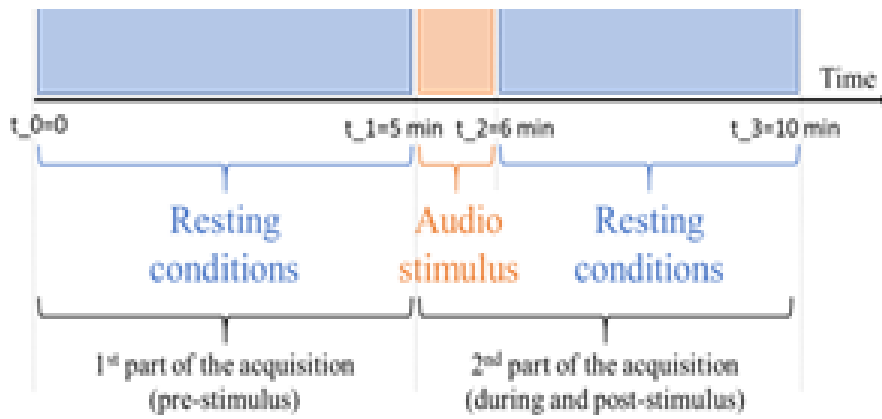 Time
t_0=0 t_1=5 min t_2=6 min t_3=10 min
Resting
conditions
Audio
stimulus
Resting
conditions
1st part of the acquisition
(pre-stimulus)
2nd part of the acquisition
(during and post-stimulus)